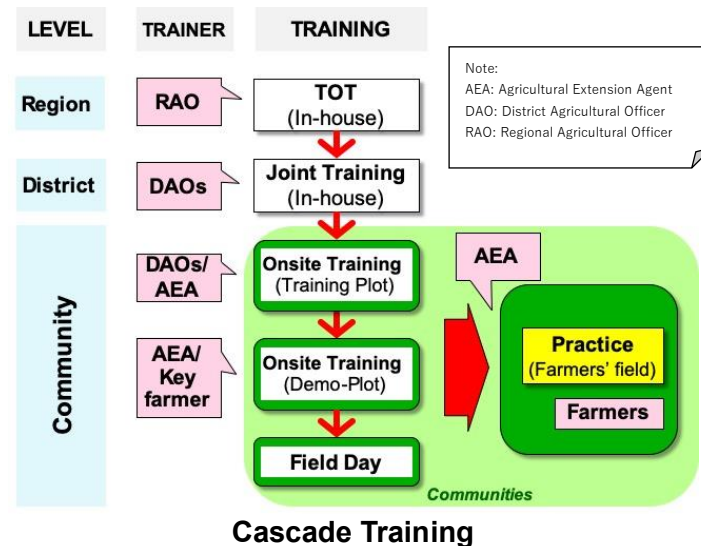 LEVEL
TRAINER
TRAINING
Note:
AEA: Agricultural Extension Agent
DAO: District Agricultural Officer
RAO: Regional Agricultural Officer
Region
RAO
TOT
(In-house)
District
DAOs
Joint Training
(In-house)
Community
DAOs/
AEA
Onsite Training
(Training Plot)
AEA/
Key
farmer
Onsite Training
(Demo-Plot)
Field Day
AEA
Practice
(Farmers' field)
Farmers
Communities
Cascade Training